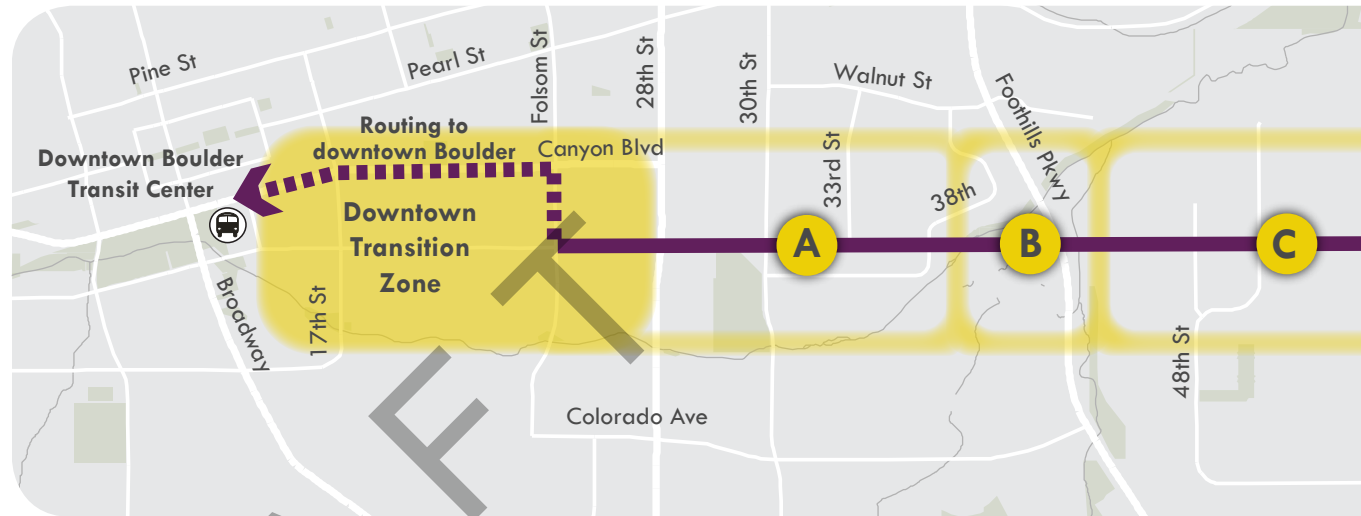 Pine St
Pearl St
Folsom St
28th St
30th St
Walnut St
Foothills Pkwy
Routing to
downtown Boulder
Canyon Blvd
33rd St
38th
Downtown Boulder
Transit Center
Downtown
Transition
Zone
A
B
C
Broadway
17th St
48th St
Colorado Ave
F T